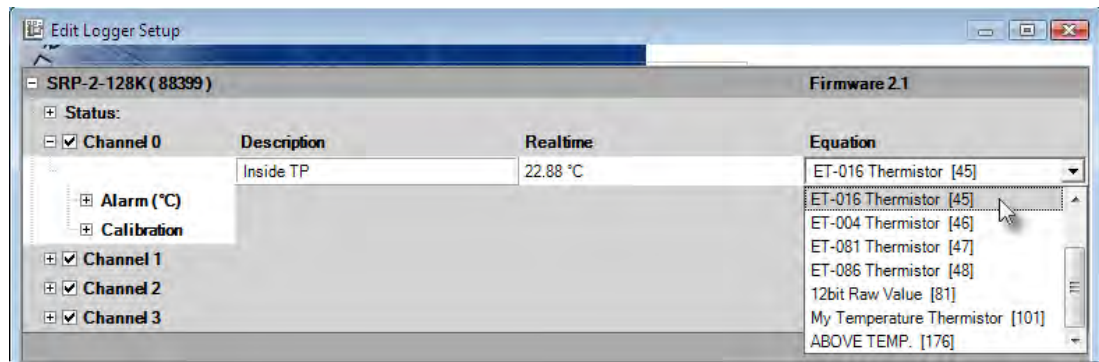 Edit Logger Setup
SRP-2-128K ( 88399 ) Firmware 2.1
Status:
Channel 0 Description Realtime Equation
Inside TP 22.88 °C ET-016 Thermistor [45]
Alarm (°C) ET-016 Thermistor [45]
Calibration ET-004 Thermistor [46]
ET-081 Thermistor [47]
Channel 1 ET-086 Thermistor [48]
Channel 2 12bit Raw Value [81]
Channel 3 My Temperature Thermistor [101]
ABOVE TEMP. [176]